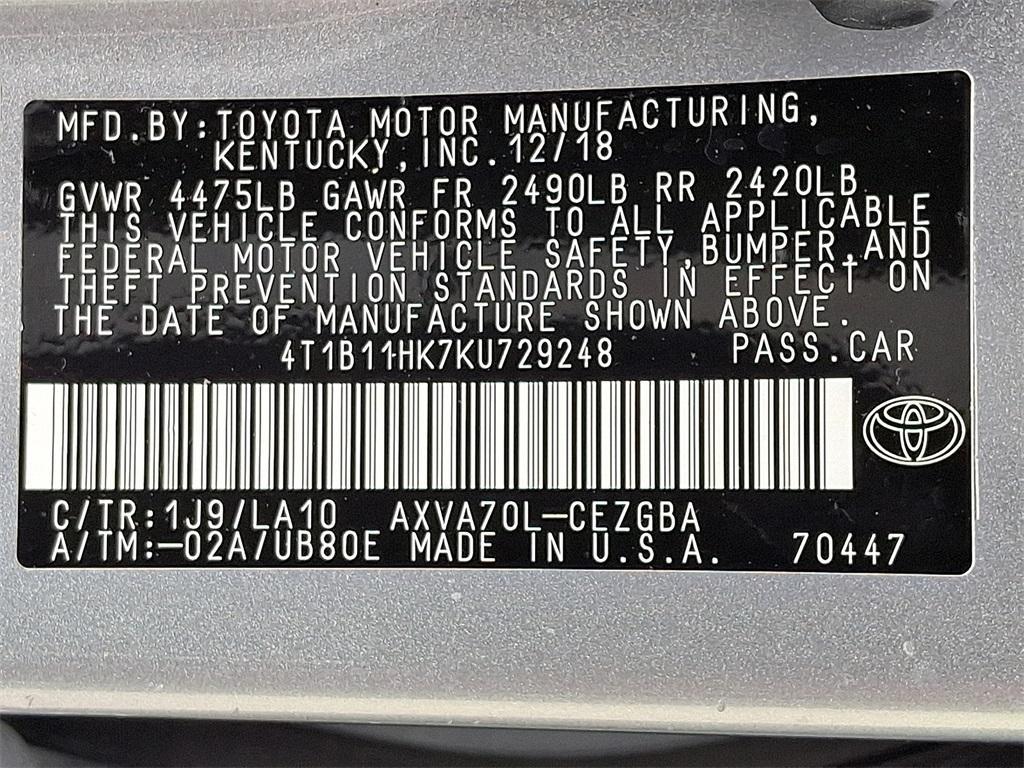 MFD.BY:TOYOTA MOTOR MANUFACTURING,
KENTUCKY,INC.12/18
GVWR 4475LB GAWR FR 2490LB RR 2420LB
THIS VEHICLE CONFORMS TO ALL APPLICABLE
FEDERAL MOTOR VEHICLE SAFETY,BUMPER,AND
THEFT PREVENTION STANDARDS IN EFFECT ON
THE DATE OF MANUFACTURE SHOWN ABOVE.
4T1B11HK7KU729248 PASS.CAR
C/TR:1J9/LA10 AXVA70L-CEZGBA
A/TM:-02A/UB80E MADE IN U.S.A. 70447